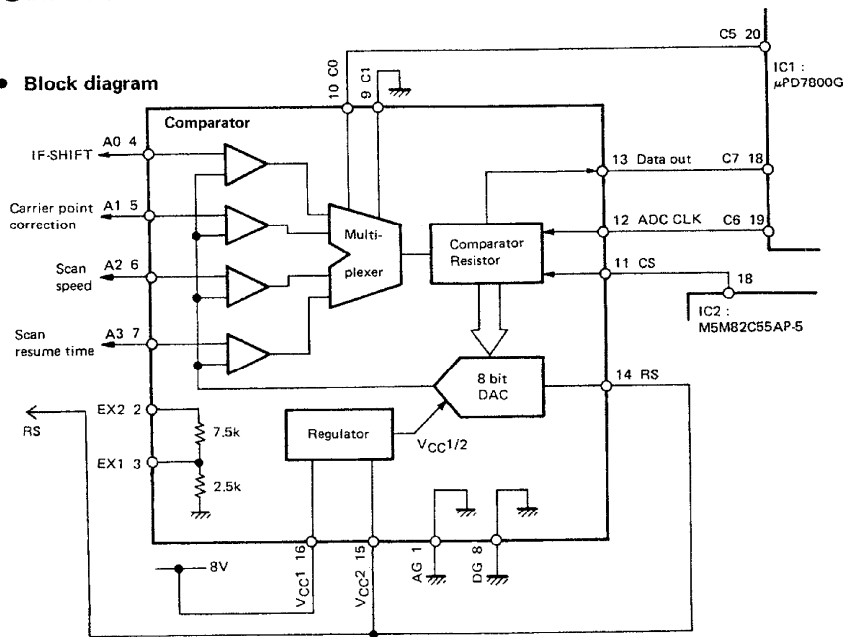 C5 20
IC1 :
μPD7800G
• Block diagram
10 C0
9 C1
Comparator
IF-SHIFT A0 4
13 Data out C7 18
Carrier point
correction
A1 5
12 ADC CLK C6 19
Multi-
plexer
Comparator
Resistor
Scan
speed
A2 6
11 CS
18
IC2 :
M5M82C55AP-5
Scan
resume time
A3 7
8 bit
DAC
14 RS
EX2 2
RS
7.5k
Regulator
VCC1/2
EX1 3
2.5k
8V
VCC1 16
VCC2 15
AG 1
DG 8